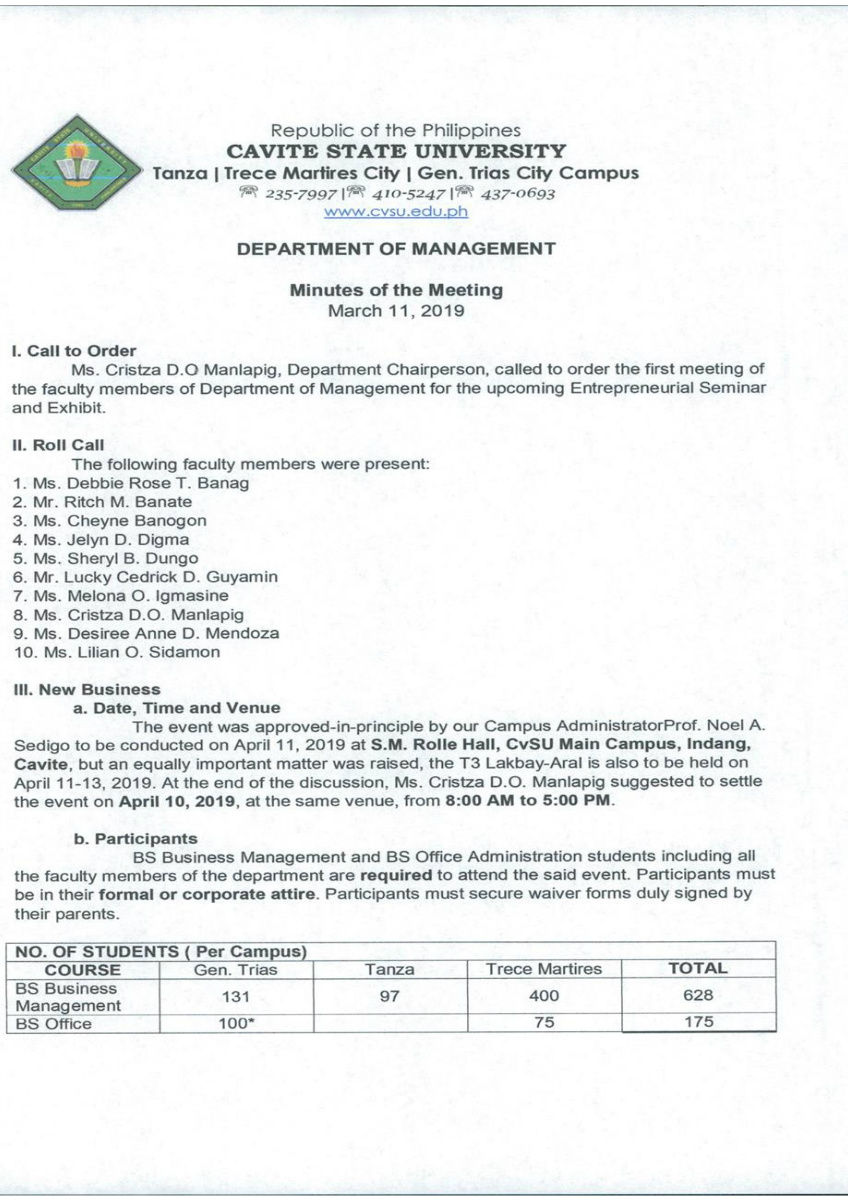 Republic of the Philippines
CAVITE STATE UNIVERSITY
Tanza | Trece Martires City | Gen. Trias City Campus
☏ 235-7997 |☏ 410-5247 |☏ 437-0693
www.cvsu.edu.ph
DEPARTMENT OF MANAGEMENT
Minutes of the Meeting
March 11, 2019
I. Call to Order
Ms. Cristza D.O Manlapig, Department Chairperson, called to order the first meeting of
the faculty members of Department of Management for the upcoming Entrepreneurial Seminar
and Exhibit.
II. Roll Call
The following faculty members were present:
1. Ms. Debbie Rose T. Banag
2. Mr. Ritch M. Banate
3. Ms. Cheyne Banogon
4. Ms. Jelyn D. Digma
5. Ms. Sheryl B. Dungo
6. Mr. Lucky Cedrick D. Guyamin
7. Ms. Melona O. Igmasine
8. Ms. Cristza D.O. Manlapig
9. Ms. Desiree Anne D. Mendoza
10. Ms. Lilian O. Sidamon
III. New Business
a. Date, Time and Venue
The event was approved-in-principle by our Campus AdministratorProf. Noel A.
Sedigo to be conducted on April 11, 2019 at S.M. Rolle Hall, CvSU Main Campus, Indang,
Cavite, but an equally important matter was raised, the T3 Lakbay-Aral is also to be held on
April 11-13, 2019. At the end of the discussion, Ms. Cristza D.O. Manlapig suggested to settle
the event on April 10, 2019, at the same venue, from 8:00 AM to 5:00 PM.
b. Participants
BS Business Management and BS Office Administration students including all
the faculty members of the department are required to attend the said event. Participants must
be in their formal or corporate attire. Participants must secure waiver forms duly signed by
their parents.
NO. OF STUDENTS ( Per Campus)
COURSE Gen. Trias Tanza Trece Martires TOTAL
BS Business
Management 131 97 400 628
BS Office 100* 75 175